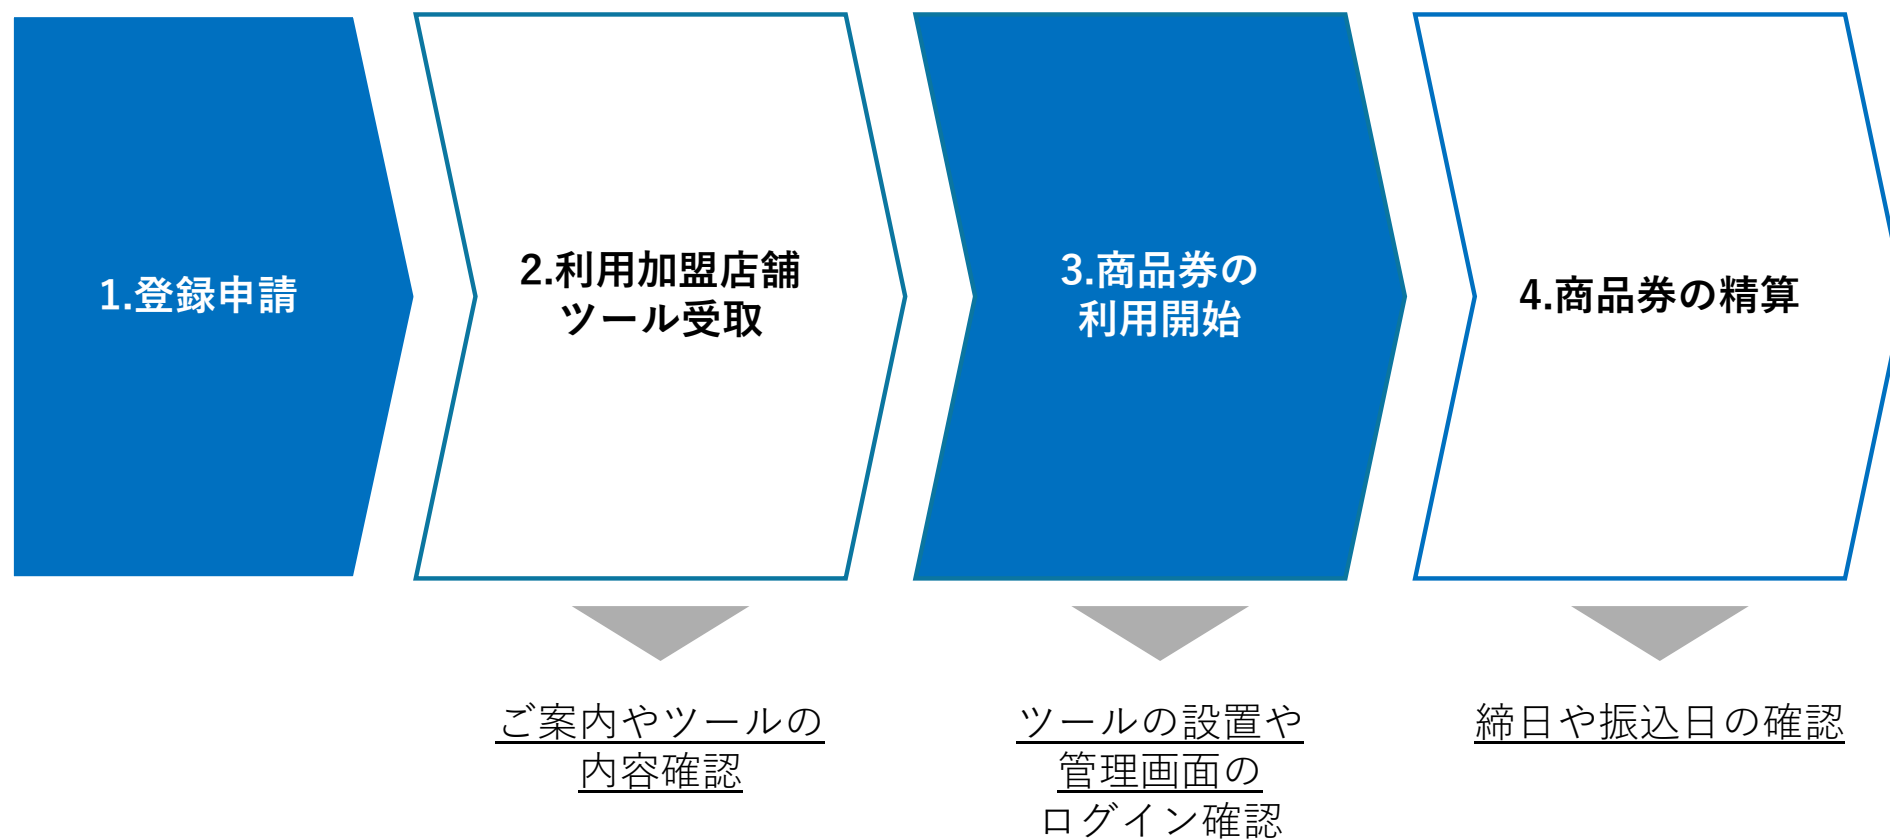 1.登録申請
2.利用加盟店舗
ツール受取
3.商品券の
利用開始
4.商品券の精算
ご案内やツールの
内容確認
ツールの設置や
管理画面の
ログイン確認
締日や振込日の確認